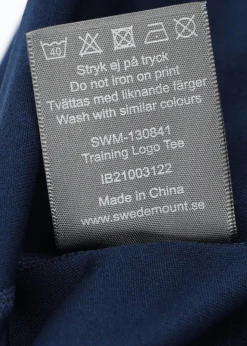 40
Stryk ej på tryck
Do not iron on print
Tvättas med liknande färger
Wash with similar colours
SWM-130841
Training Logo Tee
IB21003122
Made in China
www.swedemount.se